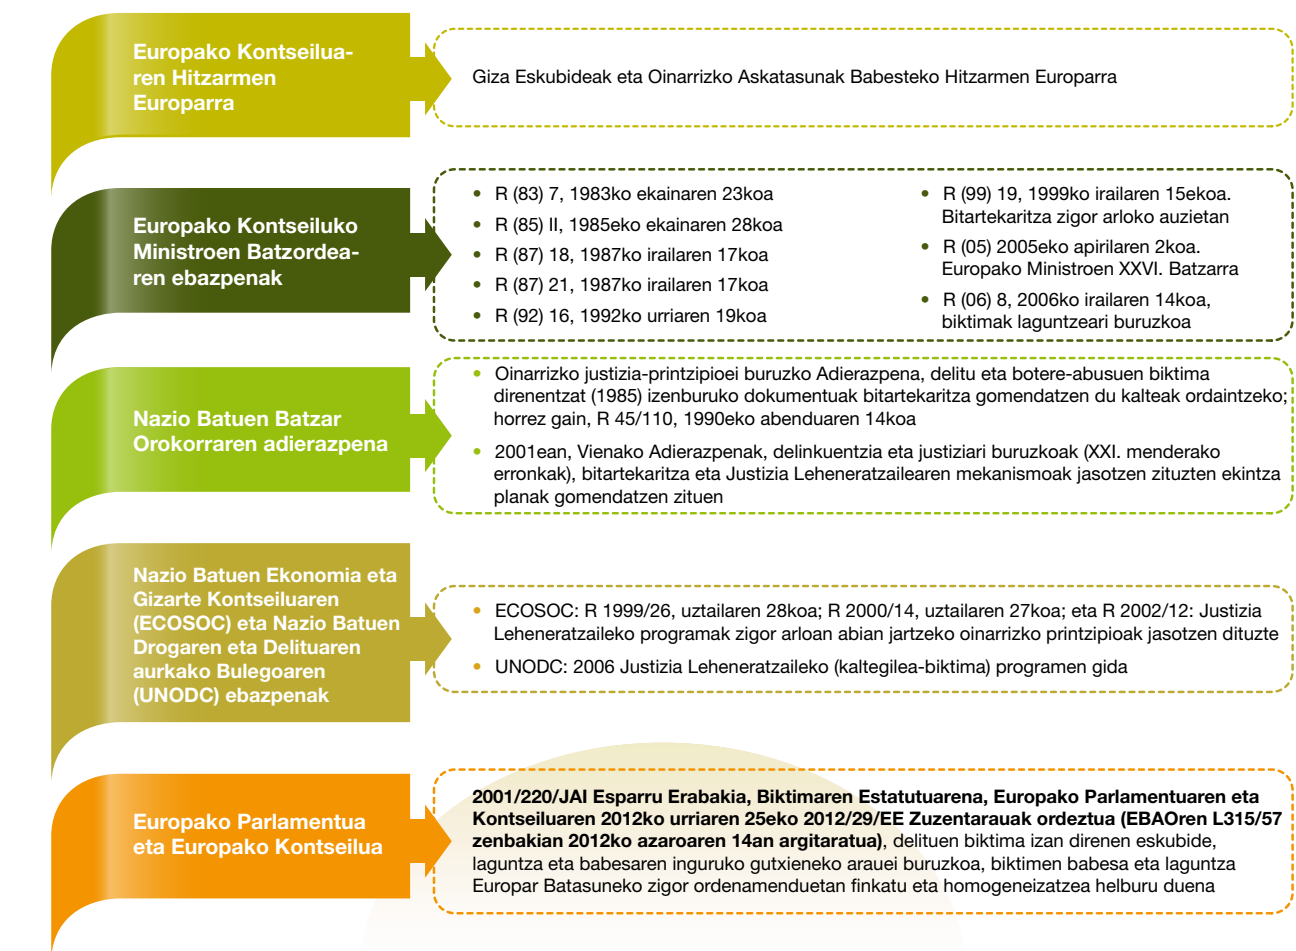 Europako Kontseilua-
ren Hitzarmen
Europarra
Giza Eskubideak eta Oinarrizko Askatasunak Babesteko Hitzarmen Europarra
Europako Kontseiluko
Ministroen Batzordea-
ren ebazpenak
• R (83) 7, 1983ko ekainaren 23koa
• R (85) II, 1985eko ekainaren 28koa
• R (87) 18, 1987ko irailaren 17koa
• R (87) 21, 1987ko irailaren 17koa
• R (92) 16, 1992ko urriaren 19koa
• R (99) 19, 1999ko irailaren 15ekoa.
Bitartekaritza zigor arloko auzietan
• R (05) 2005eko apirilaren 2koa.
Europako Ministroen XXVI. Batzarra
• R (06) 8, 2006ko irailaren 14koa,
biktimak laguntzeari buruzkoa
Nazio Batuen Batzar
Orokorraren adierazpena
• Oinarrizko justizia-printzipioei buruzko Adierazpena, delitu eta botere-abusuen biktima
direnentzat (1985) izenburuko dokumentuak bitartekaritza gomendatzen du kalteak ordaintzeko;
horrez gain, R 45/110, 1990eko abenduaren 14koa
• 2001ean, Vienako Adierazpenak, delinkuentzia eta justiziari buruzkoak (XXI. menderako
erronkak), bitartekaritza eta Justizia Leheneratzailearen mekanismoak jasotzen zituzten ekintza
planak gomendatzen zituen
Nazio Batuen Ekonomia eta
Gizarte Kontseiluaren
(ECOSOC) eta Nazio Batuen
Drogaren eta Delituaren
aurkako Bulegoaren
(UNODC) ebazpenak
• ECOSOC: R 1999/26, uztailaren 28koa; R 2000/14, uztailaren 27koa; eta R 2002/12: Justizia
Leheneratzaileko programak zigor arloan abian jartzeko oinarrizko printzipioak jasotzen dituzte
• UNODC: 2006 Justizia Leheneratzaileko (kaltegilea-biktima) programen gida
Europako Parlamentua
eta Europako Kontseilua
2001/220/JAI Esparru Erabakia, Biktimaren Estatutuarena, Europako Parlamentuaren eta
Kontseiluaren 2012ko urriaren 25eko 2012/29/EE Zuzentarauak ordeztua (EBAOren L315/57
zenbakian 2012ko azaroaren 14an argitaratua), delituen biktima izan direnen eskubide,
laguntza eta babesaren inguruko gutxieneko arauei buruzkoa, biktimen babesa eta laguntza
Europar Batasuneko zigor ordenamenduetan finkatu eta homogeneizatzea helburu duena